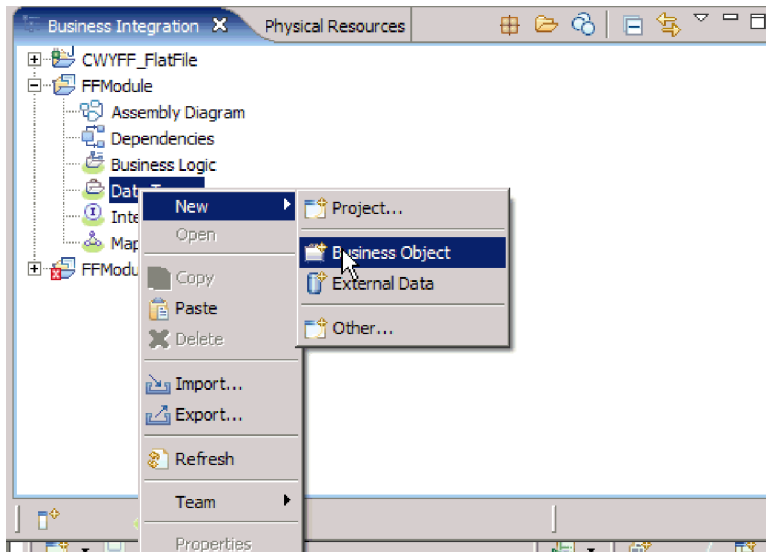 Business Integration
Physical Resources
CWYFF_FlatFile
FFModule
Assembly Diagram
Dependencies
Business Logic
New
Project...
Open
Business Object
External Data
Copy
Paste
Other...
Delete
Import...
Export...
Refresh
Team
Properties